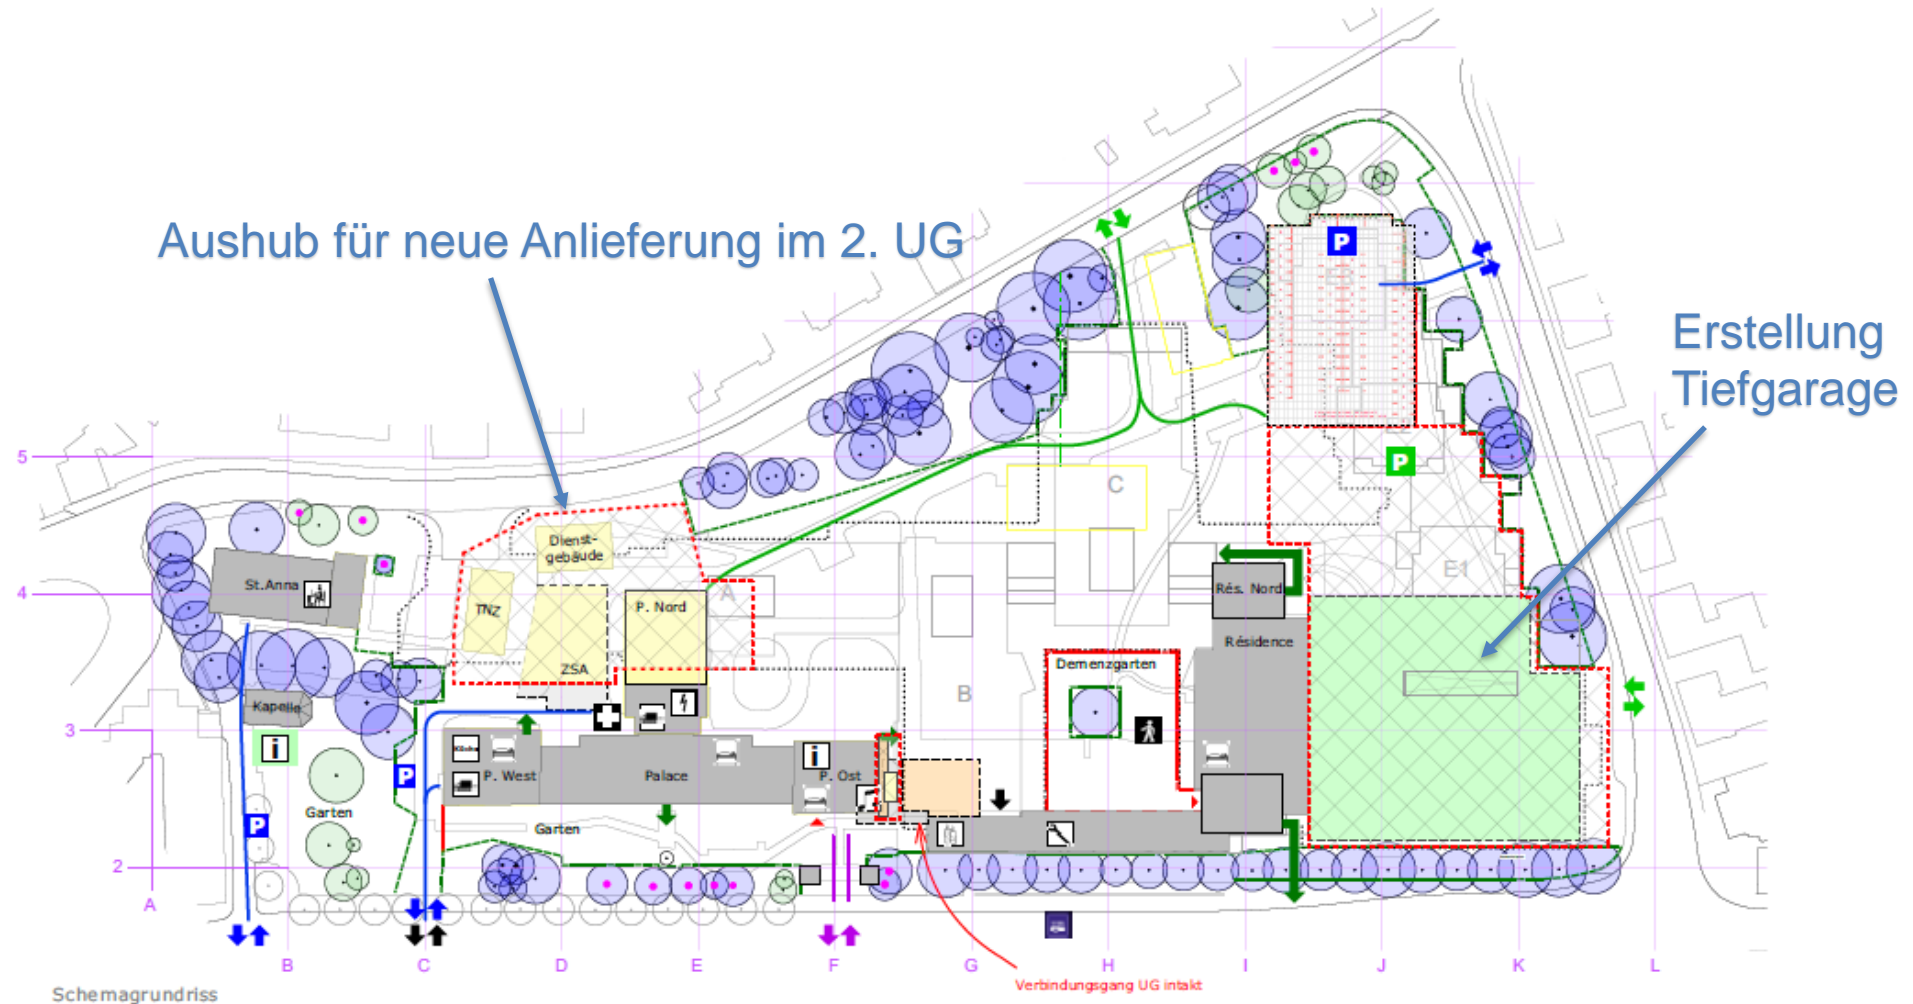 Aushub für neue Anlieferung im 2. UG
Erstellung
Tiefgarage
P
P
5
C
Dienst-
gebäude
E1
St.Anna
4
TNZ
P. Nord
A
Rés. Nord
Résidence
ZSA
Demenzgarten
B
Kapelle
3
i
P
Küche
P. West
Palace
i
P. Ost
Garten
P
Garten
2
A
B
C
D
E
F
G
H
I
J
K
L
Verbindungsgang UG intakt
Schemagrundriss